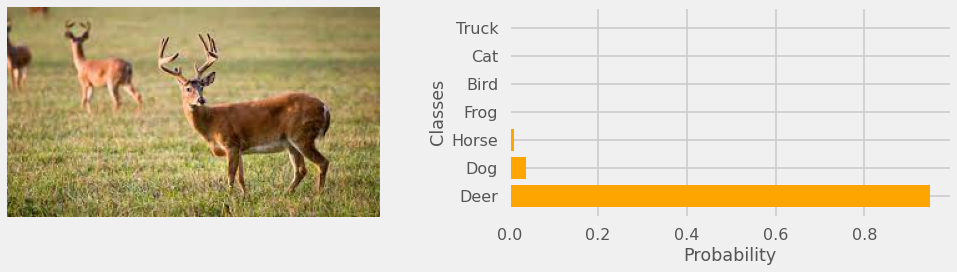 Truck
Cat
Bird
Frog
Horse
Dog
Deer
Classes
0.0 0.2 0.4 0.6 0.8
Probability